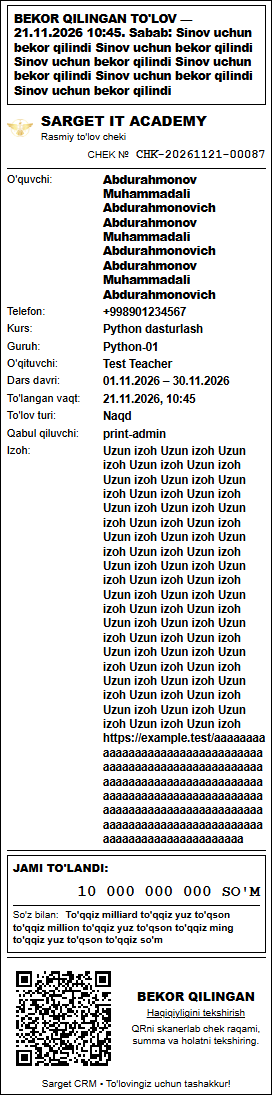 BEKOR QILINGAN TO'LOV —
21.11.2026 10:45. Sabab: Sinov uchun
bekor qilindi Sinov uchun bekor qilindi
Sinov uchun bekor qilindi Sinov uchun
bekor qilindi Sinov uchun bekor qilindi
Sinov uchun bekor qilindi
SARGET IT ACADEMY
Rasmiy to'lov cheki
CHEK № CHK-20261121-00087
O'quvchi: Abdurahmonov
Muhammadali
Abdurahmonovich
Abdurahmonov
Muhammadali
Abdurahmonovich
Abdurahmonov
Muhammadali
Abdurahmonovich
Telefon: +998901234567
Kurs: Python dasturlash
Guruh: Python-01
O'qituvchi: Test Teacher
Dars davri: 01.11.2026 – 30.11.2026
To'langan vaqt: 21.11.2026, 10:45
To'lov turi: Naqd
Qabul qiluvchi: print-admin
Izoh: Uzun izoh Uzun izoh Uzun
izoh Uzun izoh Uzun izoh
Uzun izoh Uzun izoh Uzun
izoh Uzun izoh Uzun izoh
Uzun izoh Uzun izoh Uzun
izoh Uzun izoh Uzun izoh
Uzun izoh Uzun izoh Uzun
izoh Uzun izoh Uzun izoh
Uzun izoh Uzun izoh Uzun
izoh Uzun izoh Uzun izoh
Uzun izoh Uzun izoh Uzun
izoh Uzun izoh Uzun izoh
Uzun izoh Uzun izoh Uzun
izoh Uzun izoh Uzun izoh
Uzun izoh Uzun izoh Uzun
izoh Uzun izoh Uzun izoh
Uzun izoh Uzun izoh Uzun
izoh Uzun izoh Uzun izoh
Uzun izoh Uzun izoh Uzun
izoh Uzun izoh Uzun izoh
https://example.test/aaaaaaaa
aaaaaaaaaaaaaaaaaaaaaaaa
aaaaaaaaaaaaaaaaaaaaaaaa
aaaaaaaaaaaaaaaaaaaaaaaa
aaaaaaaaaaaaaaaaaaaaaaaa
aaaaaaaaaaaaaaaaaaaaaaaa
aaaaaaaaaaaaaaaaaaaaaaaa
aaaaaaaaaaaaaaaaaaaaa
JAMI TO'LANDI:
10 000 000 000 SO'M
So'z bilan: To'qqiz milliard to'qqiz yuz to'qson
to'qqiz million to'qqiz yuz to'qson to'qqiz ming
to'qqiz yuz to'qson to'qqiz so'm
BEKOR QILINGAN
Haqiqiyligini tekshirish
QRni skanerlab chek raqami,
summa va holatni tekshiring.
Sarget CRM • To'lovingiz uchun tashakkur!